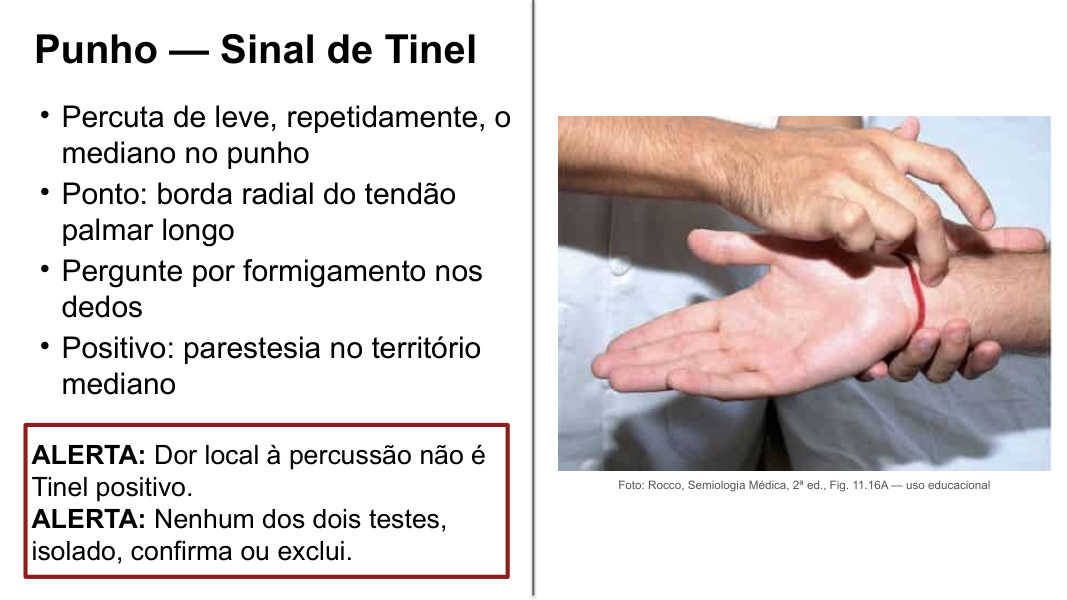 Punho — Sinal de Tinel
• Percuta de leve, repetidamente, o
mediano no punho
• Ponto: borda radial do tendão
palmar longo
• Pergunte por formigamento nos
dedos
• Positivo: parestesia no território
mediano
ALERTA: Dor local à percussão não é
Tinel positivo.
ALERTA: Nenhum dos dois testes,
isolado, confirma ou exclui.
Foto: Rocco, Semiologia Médica, 2ª ed., Fig. 11.16A — uso educacional